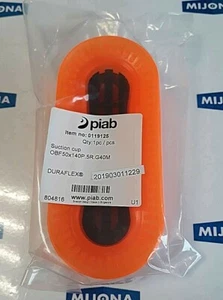 MIJONA
MIJONA
piab
Item no: 0119125
Qty:1pc / pcs
Suction cup
OBF50x140P.5R.G40M
DURAFLEX®
201903011229
804816
www.piab.com
U1